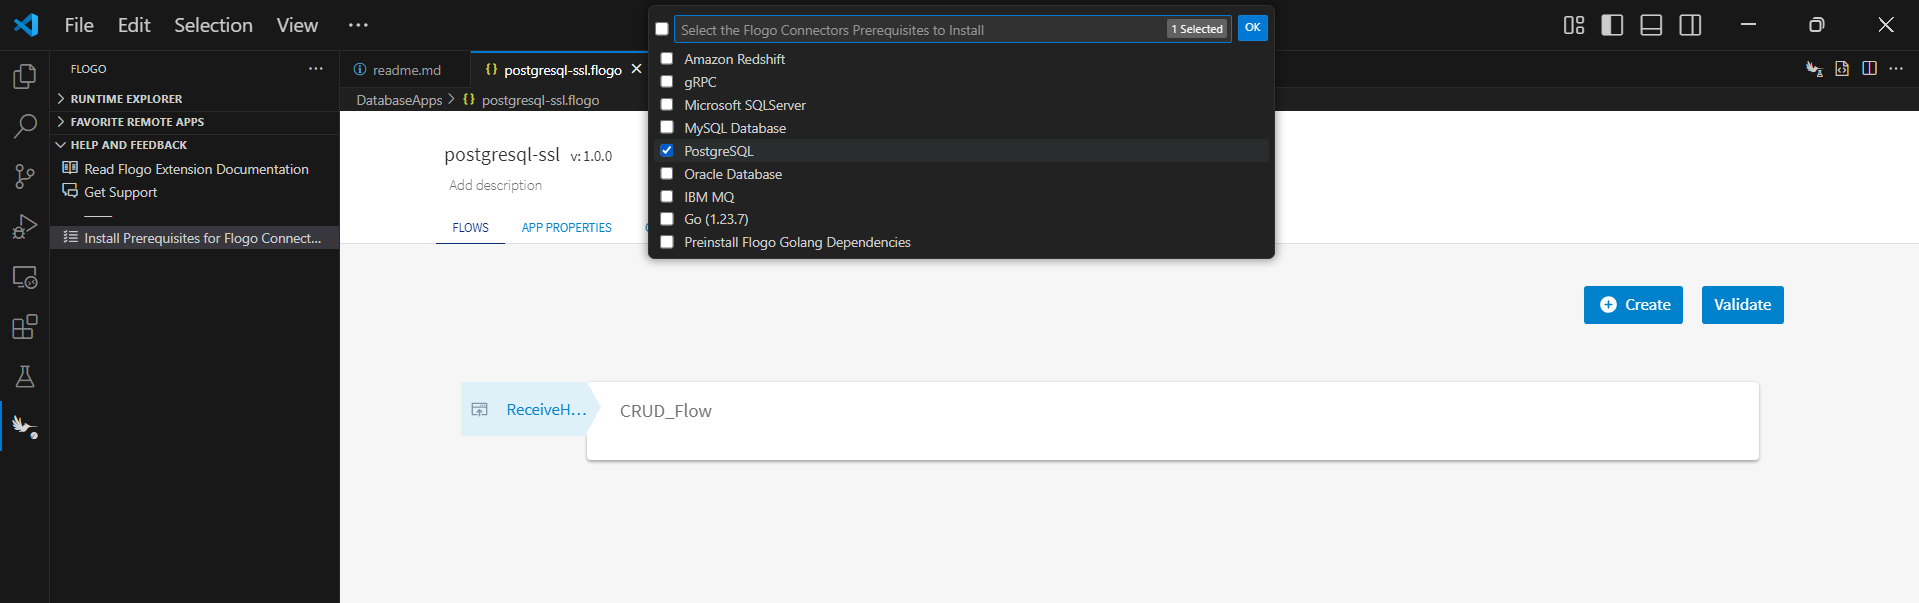 File Edit Selection View ···
Select the Flogo Connectors Prerequisites to Install 1 Selected OK
Amazon Redshift
gRPC
Microsoft SQLServer
MySQL Database
PostgreSQL
Oracle Database
IBM MQ
Go (1.23.7)
Preinstall Flogo Golang Dependencies
FLOGO ···
RUNTIME EXPLORER
FAVORITE REMOTE APPS
HELP AND FEEDBACK
Read Flogo Extension Documentation
Get Support
Install Prerequisites for Flogo Connect...
readme.md {} postgresql-ssl.flogo
DatabaseApps > {} postgresql-ssl.flogo
postgresql-ssl v: 1.0.0
Add description
FLOWS APP PROPERTIES
Create Validate
ReceiveH... CRUD_Flow